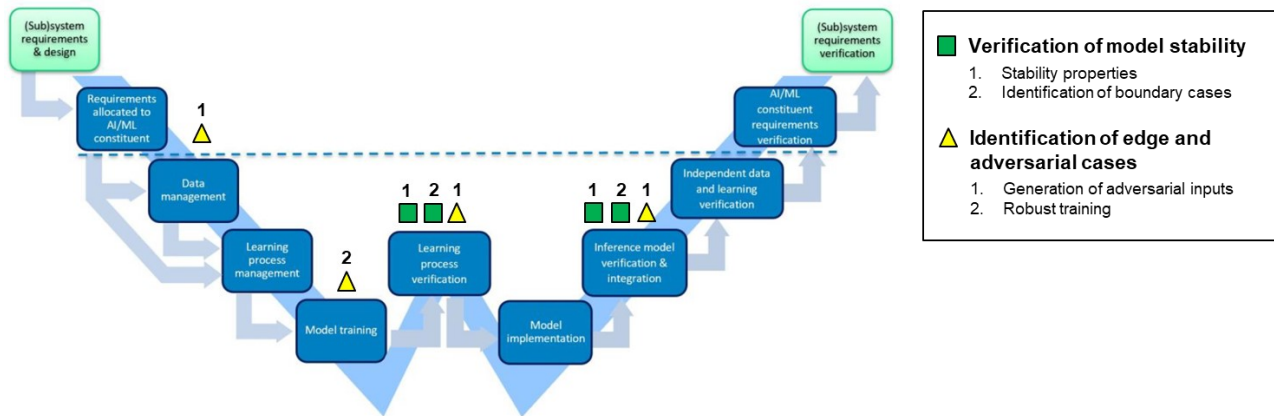 (Sub)system
requirements
& design
Requirements
allocated to
AI/ML
constituent
1
Data
management
Learning
process
management
2
Model training
1 2 1
Learning
process
verification
Model
implementation
1 2 1
Inference model
verification &
integration
Independent data
and learning
verification
AI/ML
constituent
requirements
verification
(Sub)system
requirements
verification
Verification of model stability
1. Stability properties
2. Identification of boundary cases
Identification of edge and
adversarial cases
1. Generation of adversarial inputs
2. Robust training